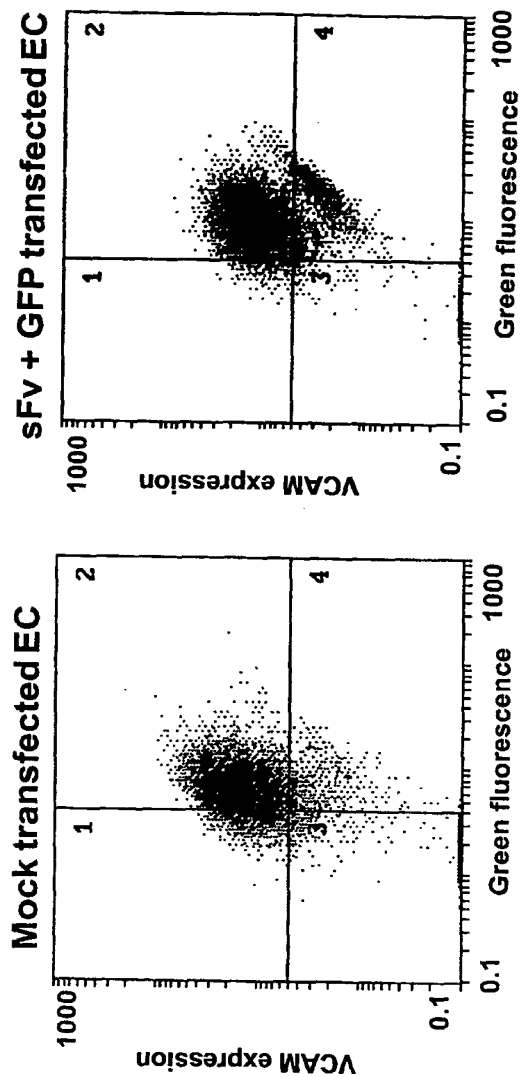 Mock transfected EC
1000
VCAM expression
0.1
1
2
3
4
0.1
1000
Green fluorescence
sFv + GFP transfected EC
1000
VCAM expression
0.1
1
2
3
4
0.1
1000
Green fluorescence